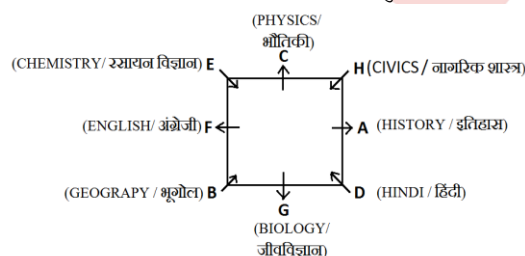 (PHYSICS/
भौतिकी)
C
(CHEMISTRY/ रसायन विज्ञान) E
H (CIVICS / नागरिक शास्त्र)
(ENGLISH/ अंग्रेजी) F
A (HISTORY / इतिहास)
(GEOGRAPY / भूगोल) B
D (HINDI / हिंदी)
G
(BIOLOGY/
जीवविज्ञान)